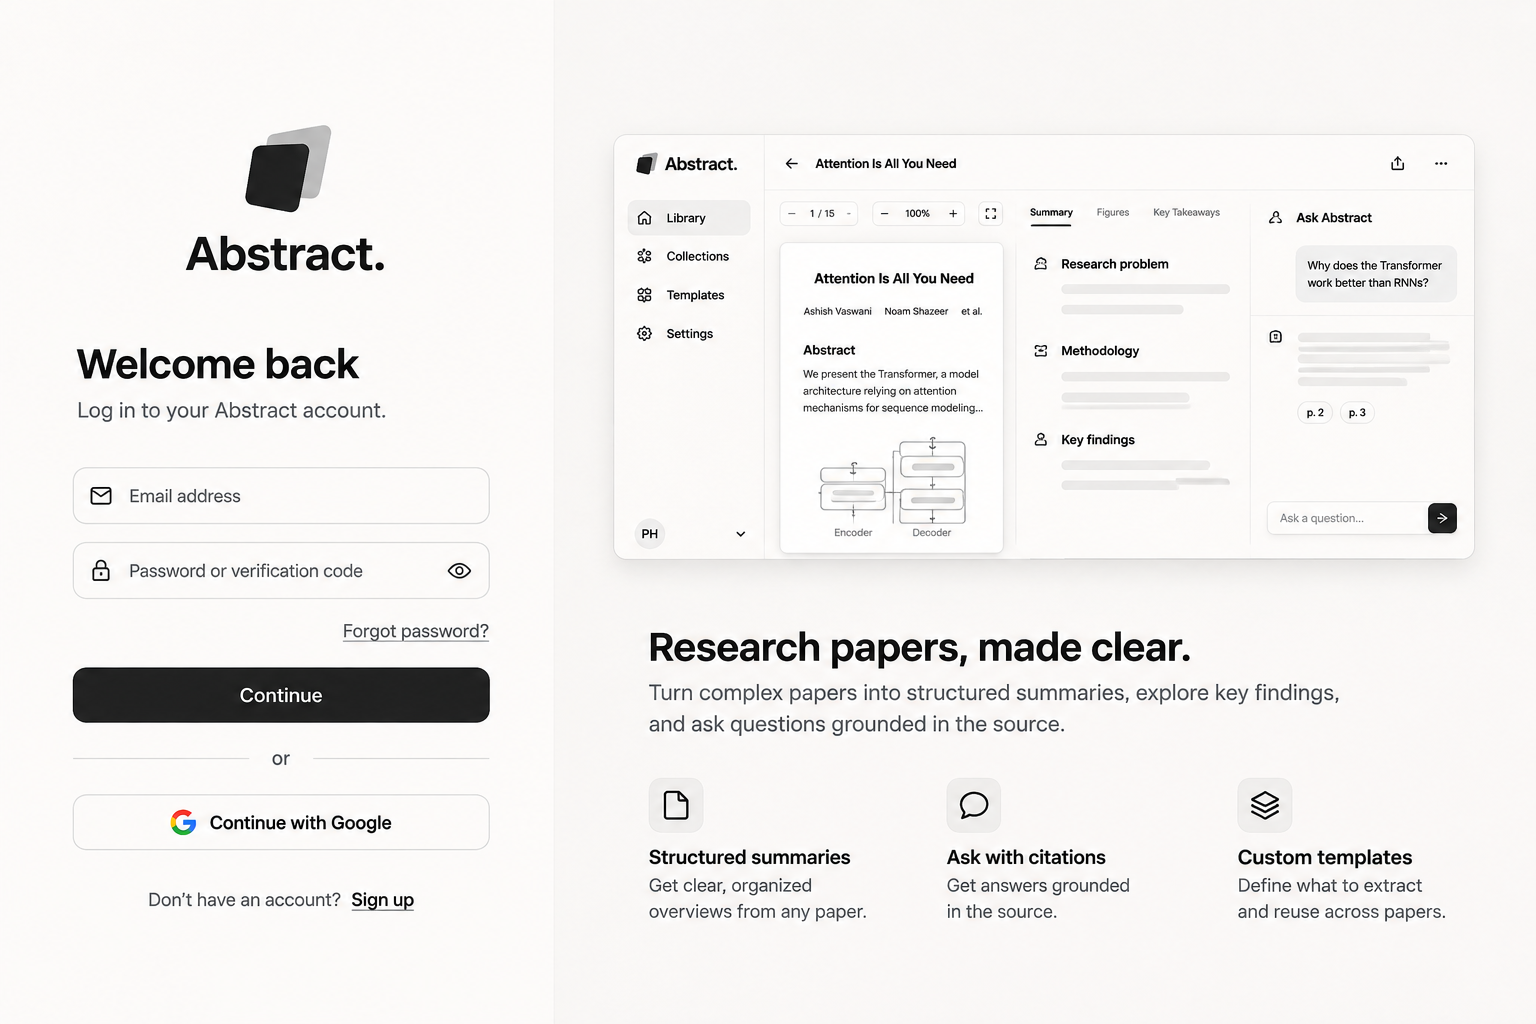 Abstract.
Welcome back
Log in to your Abstract account.
Email address
Password or verification code
Forgot password?
Continue
or
Continue with Google
Don’t have an account? Sign up
Abstract.
Library
Collections
Templates
Settings
PH
Attention Is All You Need
1 / 15
100%
Attention Is All You Need
Ashish Vaswani Noam Shazeer et al.
Abstract
We present the Transformer, a model
architecture relying on attention
mechanisms for sequence modeling...
Encoder Decoder
Summary Figures Key Takeaways
Research problem
Methodology
Key findings
Ask Abstract
Why does the Transformer
work better than RNNs?
p. 2 p. 3
Ask a question...
Research papers, made clear.
Turn complex papers into structured summaries, explore key findings,
and ask questions grounded in the source.
Structured summaries
Get clear, organized
overviews from any paper.
Ask with citations
Get answers grounded
in the source.
Custom templates
Define what to extract
and reuse across papers.